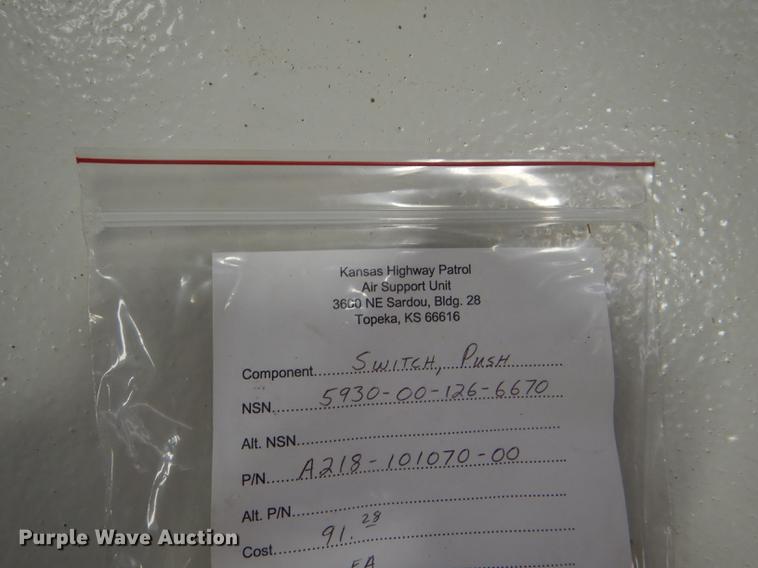 Kansas Highway Patrol
Air Support Unit
3600 NE Sardou, Bldg. 28
Topeka, KS 66616
Component......SWITCH, PUSH
NSN......5930-00-126-6670
Alt. NSN......
P/N......A218-101070-00
Alt. P/N......
Cost......91.28
EA
Purple Wave Auction